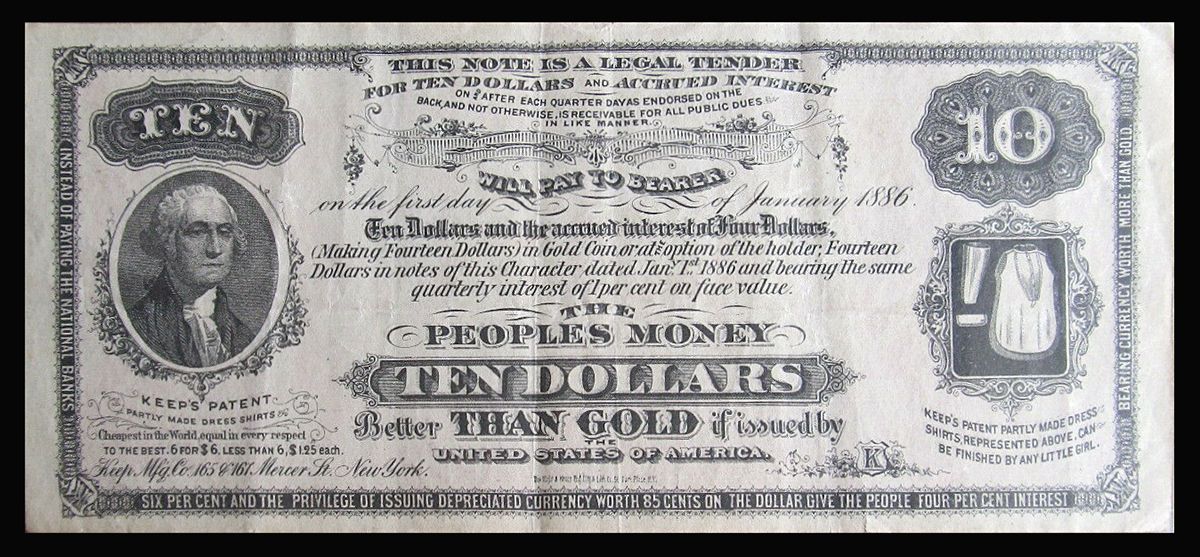 THIS NOTE IS A LEGAL TENDER
FOR TEN DOLLARS AND ACCRUED INTEREST
ON & AFTER EACH QUARTER DAY AS ENDORSED ON THE
BACK, AND NOT OTHERWISE, IS RECEIVABLE FOR ALL PUBLIC DUES
IN LIKE MANNER.
TEN
10
WILL PAY TO BEARER
on the first day of January 1886.
Ten Dollars and the accrued interest of Four Dollars,
(Making Fourteen Dollars) in Gold Coin or at ye option of the holder, Fourteen
Dollars in notes of this Character dated Jany. 1st 1886 and bearing the same
quarterly interest of 1 per cent on face value.
THE
PEOPLES MONEY
TEN DOLLARS
Better THAN GOLD if issued by
THE
UNITED STATES OF AMERICA.
K
KEEP'S PATENT
PARTLY MADE DRESS SHIRTS
Cheapest in the World, equal in every respect
TO THE BEST. 6 FOR $6, LESS THAN 6, $1.25 each.
Keep Mfg Co. 165 & 167 Mercer St. New York.
KEEP'S PATENT PARTLY MADE DRESS
SHIRTS, REPRESENTED ABOVE, CAN
BE FINISHED BY ANY LITTLE GIRL.
INSTEAD OF PAYING THE NATIONAL BANKS
SIX PER CENT AND THE PRIVILEGE OF ISSUING DEPRECIATED CURRENCY WORTH 85 CENTS ON THE DOLLAR GIVE THE PEOPLE FOUR PER CENT INTEREST
BEARING CURRENCY WORTH MORE THAN GOLD.